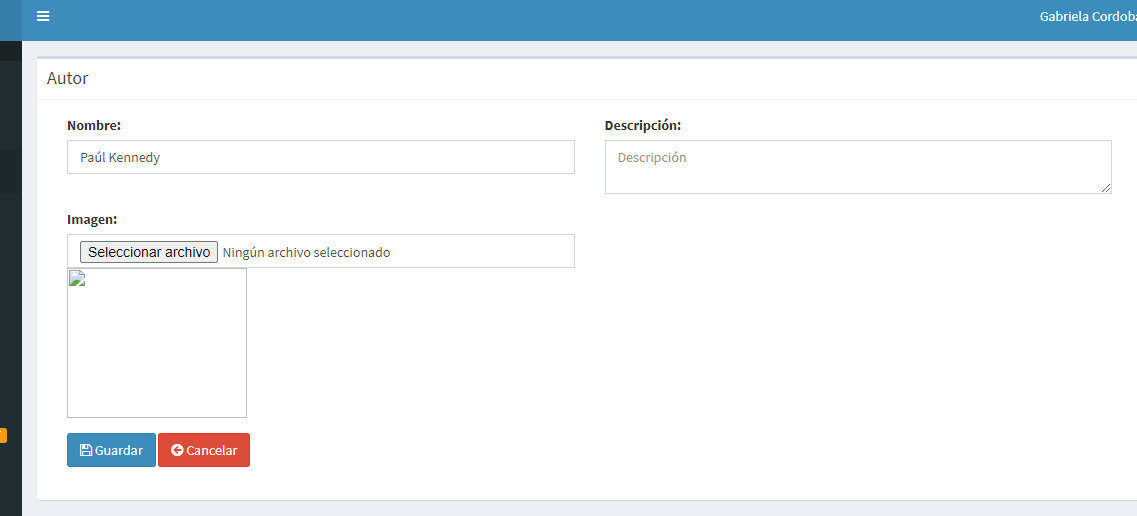 Gabriela Cordoba
Autor
Nombre:
Descripción:
Paúl Kennedy
Descripción
Imagen:
Seleccionar archivo Ningún archivo seleccionado
Guardar Cancelar